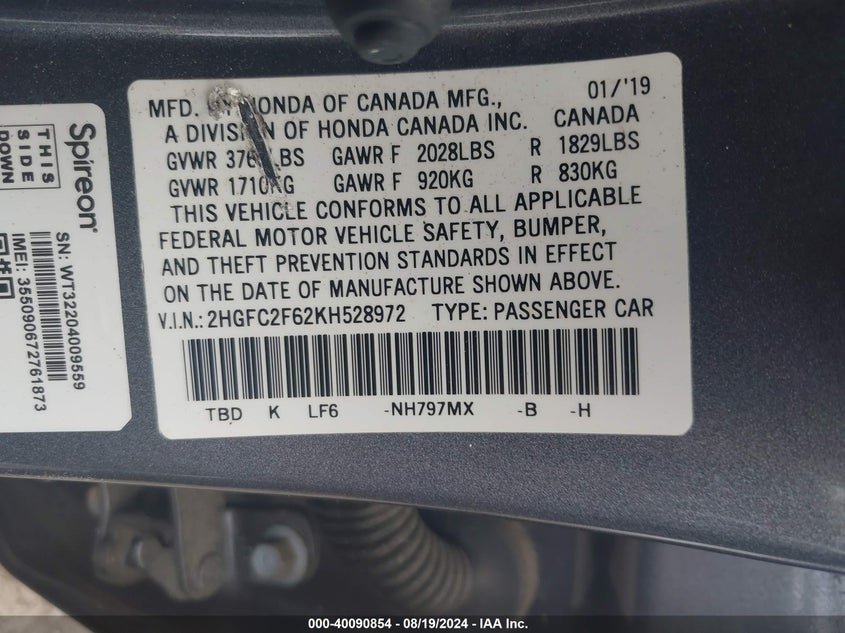 MFD. HONDA OF CANADA MFG., 01/'19
A DIVISION OF HONDA CANADA INC. CANADA
GVWR LBS GAWR F 2028LBS R 1829LBS
GVWR 1710KG GAWR F 920KG R 830KG
THIS VEHICLE CONFORMS TO ALL APPLICABLE
FEDERAL MOTOR VEHICLE SAFETY, BUMPER,
AND THEFT PREVENTION STANDARDS IN EFFECT
ON THE DATE OF MANUFACTURE SHOWN ABOVE.
V.I.N.: 2HGFC2F62KH528972 TYPE: PASSENGER CAR
TBD K LF6 -NH797MX -B -H
Spireon
THIS
SIDE
DOWN
SN: WT32204009559
IMEI: 355090672761873
000-40090854 - 08/19/2024 - IAA Inc.